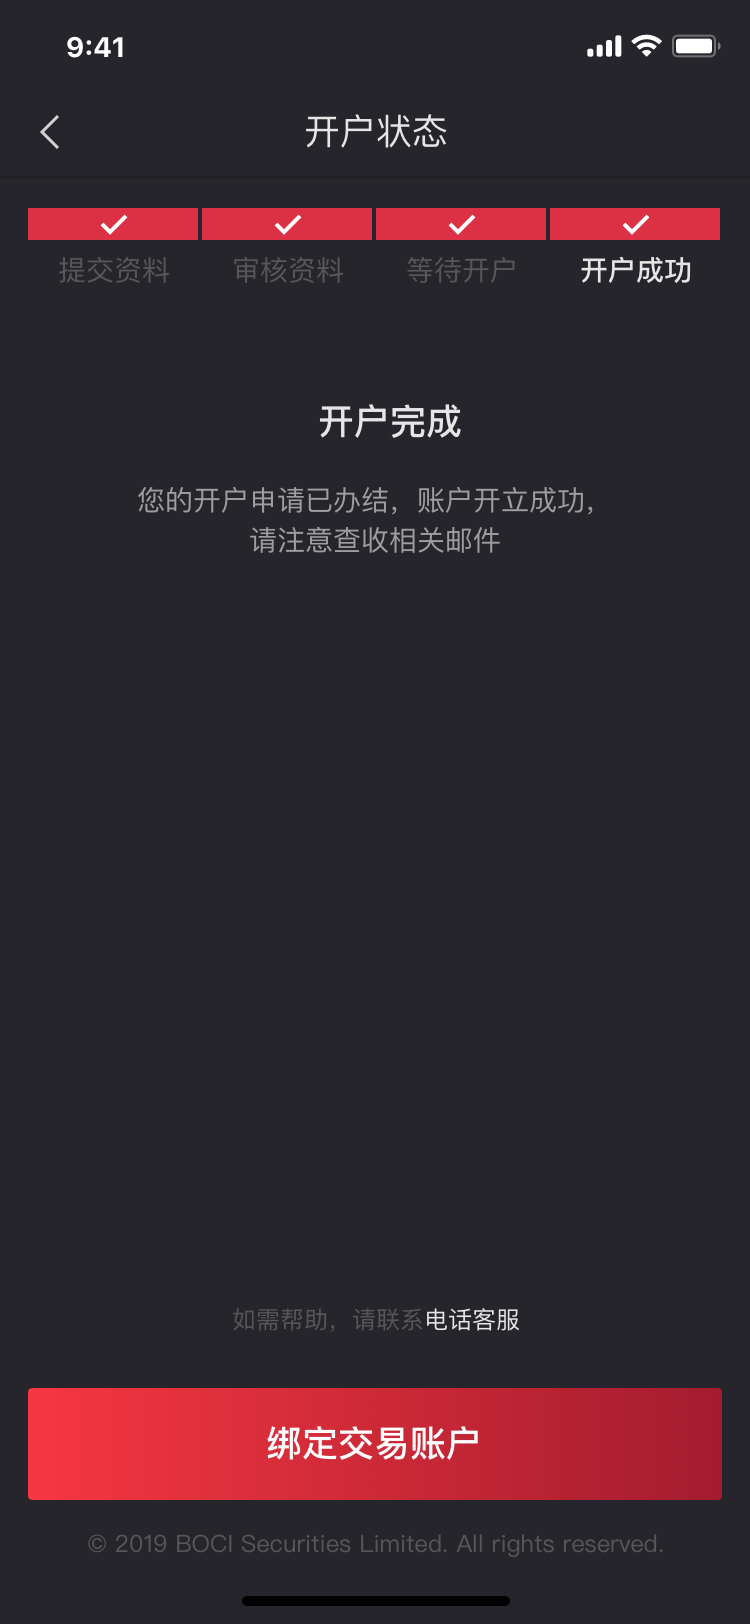 9:41
开户状态
提交资料 审核资料 等待开户 开户成功
开户完成
您的开户申请已办结，账户开立成功，
请注意查收相关邮件
如需帮助，请联系电话客服
绑定交易账户
© 2019 BOCI Securities Limited. All rights reserved.